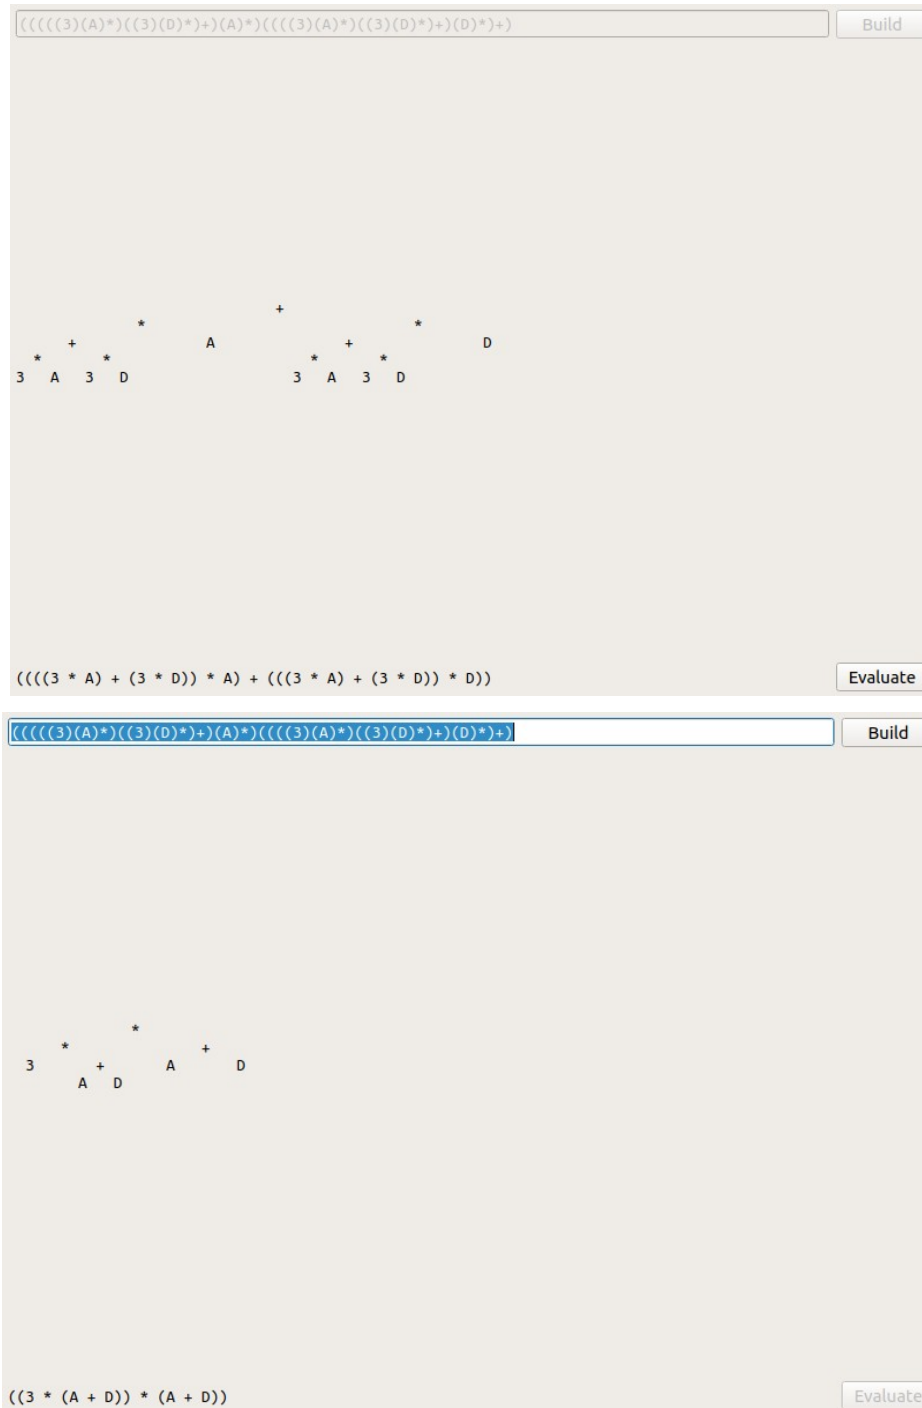 (((((3)(A)*)((3)(D)*)+)(A)*)((((3)(A)*)((3)(D)*)+)(D)*)+) Build
+
* *
+ A + D
* * * *
3 A 3 D 3 A 3 D
((((3 * A) + (3 * D)) * A) + (((3 * A) + (3 * D)) * D)) Evaluate
(((((3)(A)*)((3)(D)*)+)(A)*)((((3)(A)*)((3)(D)*)+)(D)*)+) Build
*
* +
3 + A D
A D
((3 * (A + D)) * (A + D)) Evaluate